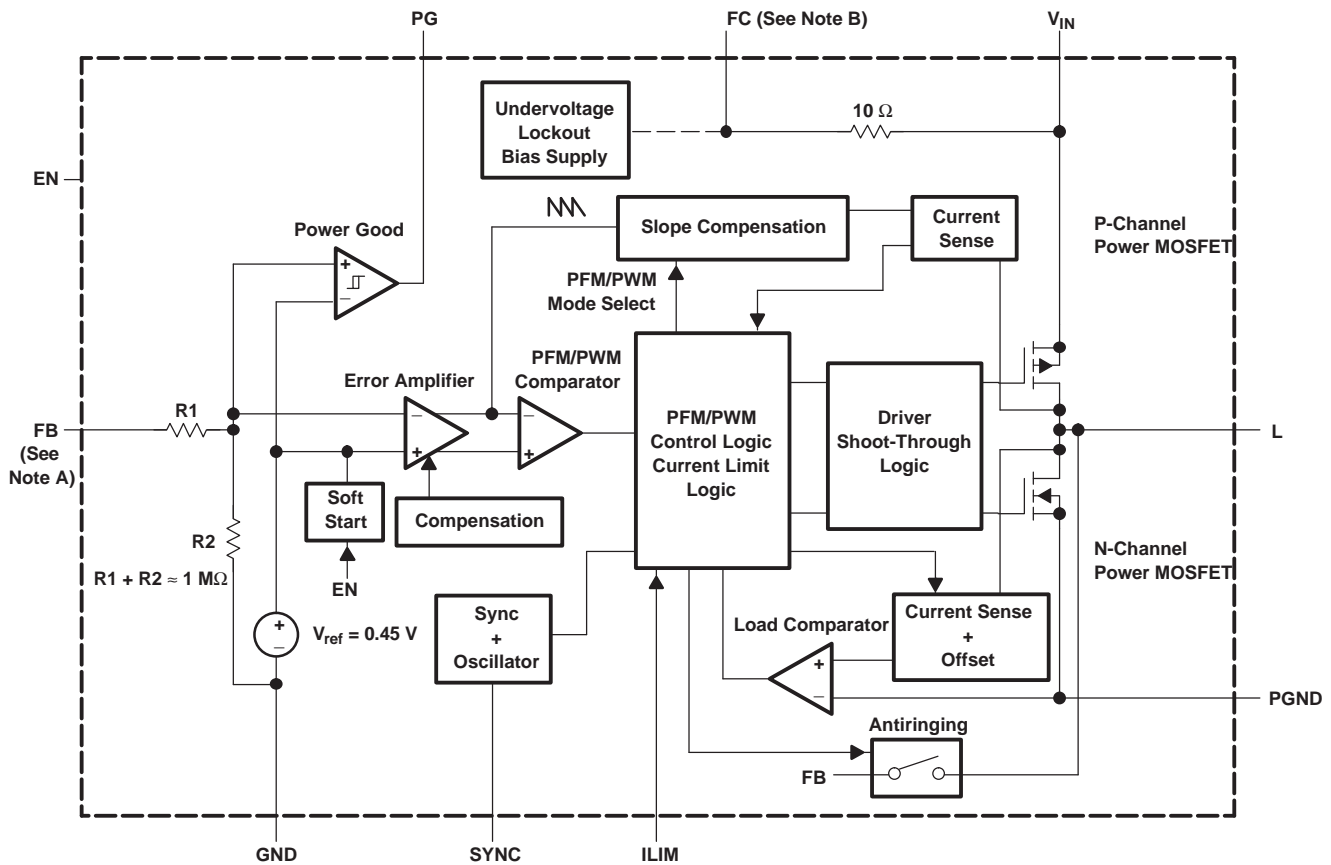 PG
FC (See Note B)
VIN
Undervoltage
Lockout
Bias Supply
10 Ω
EN
Slope Compensation
Current
Sense
P-Channel
Power MOSFET
Power Good
+
−
PFM/PWM
Mode Select
PFM/PWM
Comparator
Error Amplifier
R1
−
+
−
+
PFM/PWM
Control Logic
Current Limit
Logic
Driver
Shoot-Through
Logic
L
FB
(See
Note A)
Soft
Start
Compensation
R2
N-Channel
Power MOSFET
R1 + R2 ≈ 1 MΩ
EN
Sync
+
Oscillator
Current Sense
+
Offset
Load Comparator
+
−
Vref = 0.45 V
+
−
PGND
Antiringing
FB
GND
SYNC
ILIM